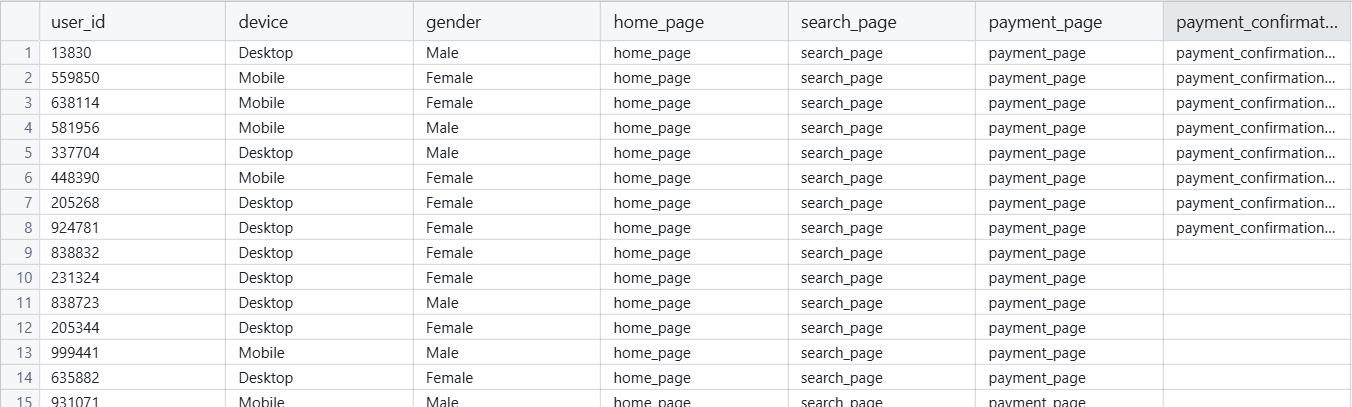 user_id device gender home_page search_page payment_page payment_confirmat...
1 13830 Desktop Male home_page search_page payment_page payment_confirmation...
2 559850 Mobile Female home_page search_page payment_page payment_confirmation...
3 638114 Mobile Female home_page search_page payment_page payment_confirmation...
4 581956 Mobile Male home_page search_page payment_page payment_confirmation...
5 337704 Desktop Male home_page search_page payment_page payment_confirmation...
6 448390 Mobile Female home_page search_page payment_page payment_confirmation...
7 205268 Desktop Female home_page search_page payment_page payment_confirmation...
8 924781 Desktop Female home_page search_page payment_page payment_confirmation...
9 838832 Desktop Female home_page search_page payment_page
10 231324 Desktop Female home_page search_page payment_page
11 838723 Desktop Male home_page search_page payment_page
12 205344 Desktop Female home_page search_page payment_page
13 999441 Mobile Male home_page search_page payment_page
14 635882 Desktop Female home_page search_page payment_page
15 931071 Mobile Male home_page search_page payment_page